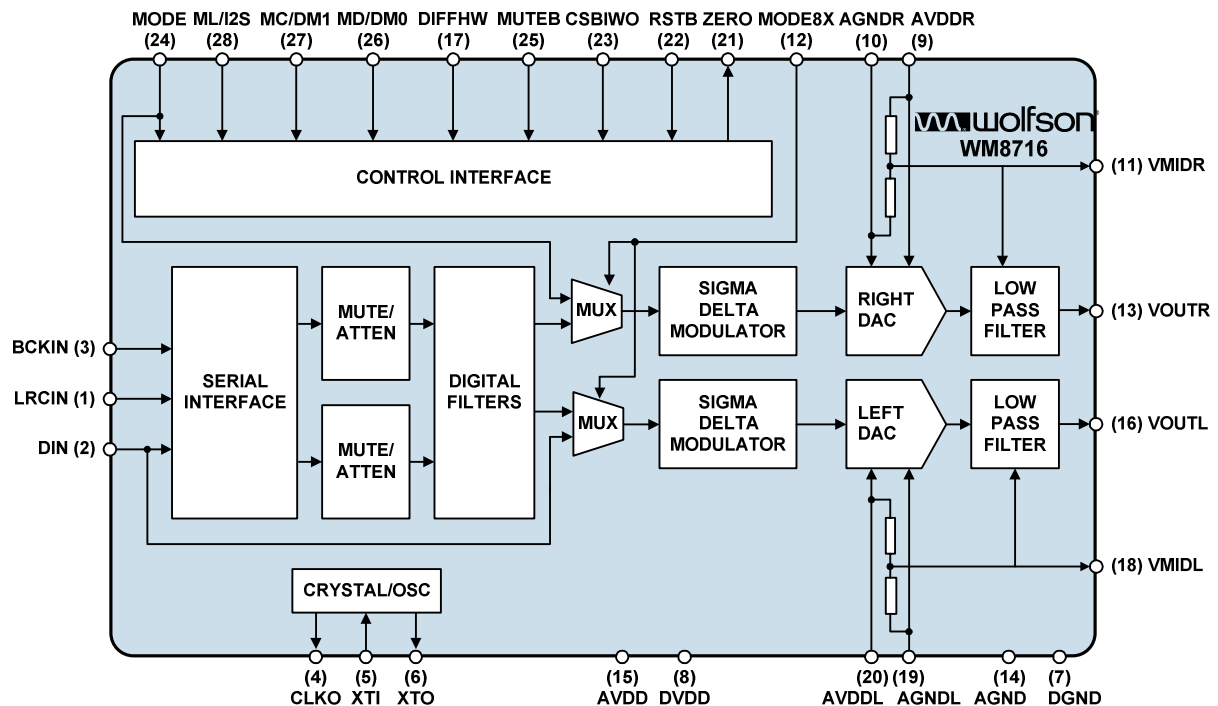 MODE ML/I2S MC/DM1 MD/DM0 DIFFHW MUTEB CSBIWO RSTB ZERO MODE8X AGNDR AVDDR
(24) (28) (27) (26) (17) (25) (23) (22) (21) (12) (10) (9)
wolfson
WM8716
CONTROL INTERFACE
(11) VMIDR
SERIAL
INTERFACE
MUTE/
ATTEN
MUTE/
ATTEN
DIGITAL
FILTERS
MUX
MUX
SIGMA
DELTA
MODULATOR
SIGMA
DELTA
MODULATOR
RIGHT
DAC
LEFT
DAC
LOW
PASS
FILTER
LOW
PASS
FILTER
(13) VOUTR
(16) VOUTL
BCKIN (3)
LRCIN (1)
DIN (2)
(18) VMIDL
CRYSTAL/OSC
(4) (5) (6) (15) (8) (20) (19) (14) (7)
CLKO XTI XTO AVDD DVDD AVDDL AGNDL AGND DGND